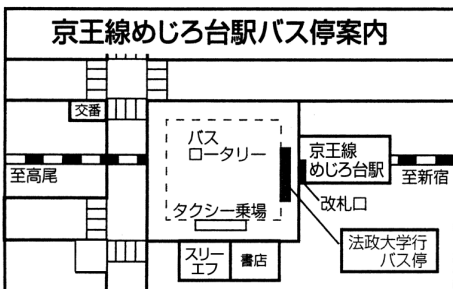 京王線めじろ台駅バス停案内
交番
バス
ロータリー
京王線
めじろ台駅
至高尾
至新宿
改札口
タクシー乗場
法政大学行
バス停
スリー
エフ
書店